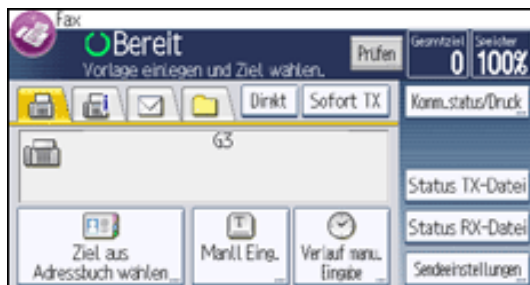 Fax
Bereit
Vorlage einlegen und Ziel wählen.
Prüfen
Gesamtziel
0
Speicher
100%
Direkt
Sofort TX
Komm.status/Druck
G3
Status TX-Datei
Status RX-Datei
Ziel aus
Adressbuch wählen
Manll Eing.
Verlauf manu.
Eingabe
Sendeeinstellungen